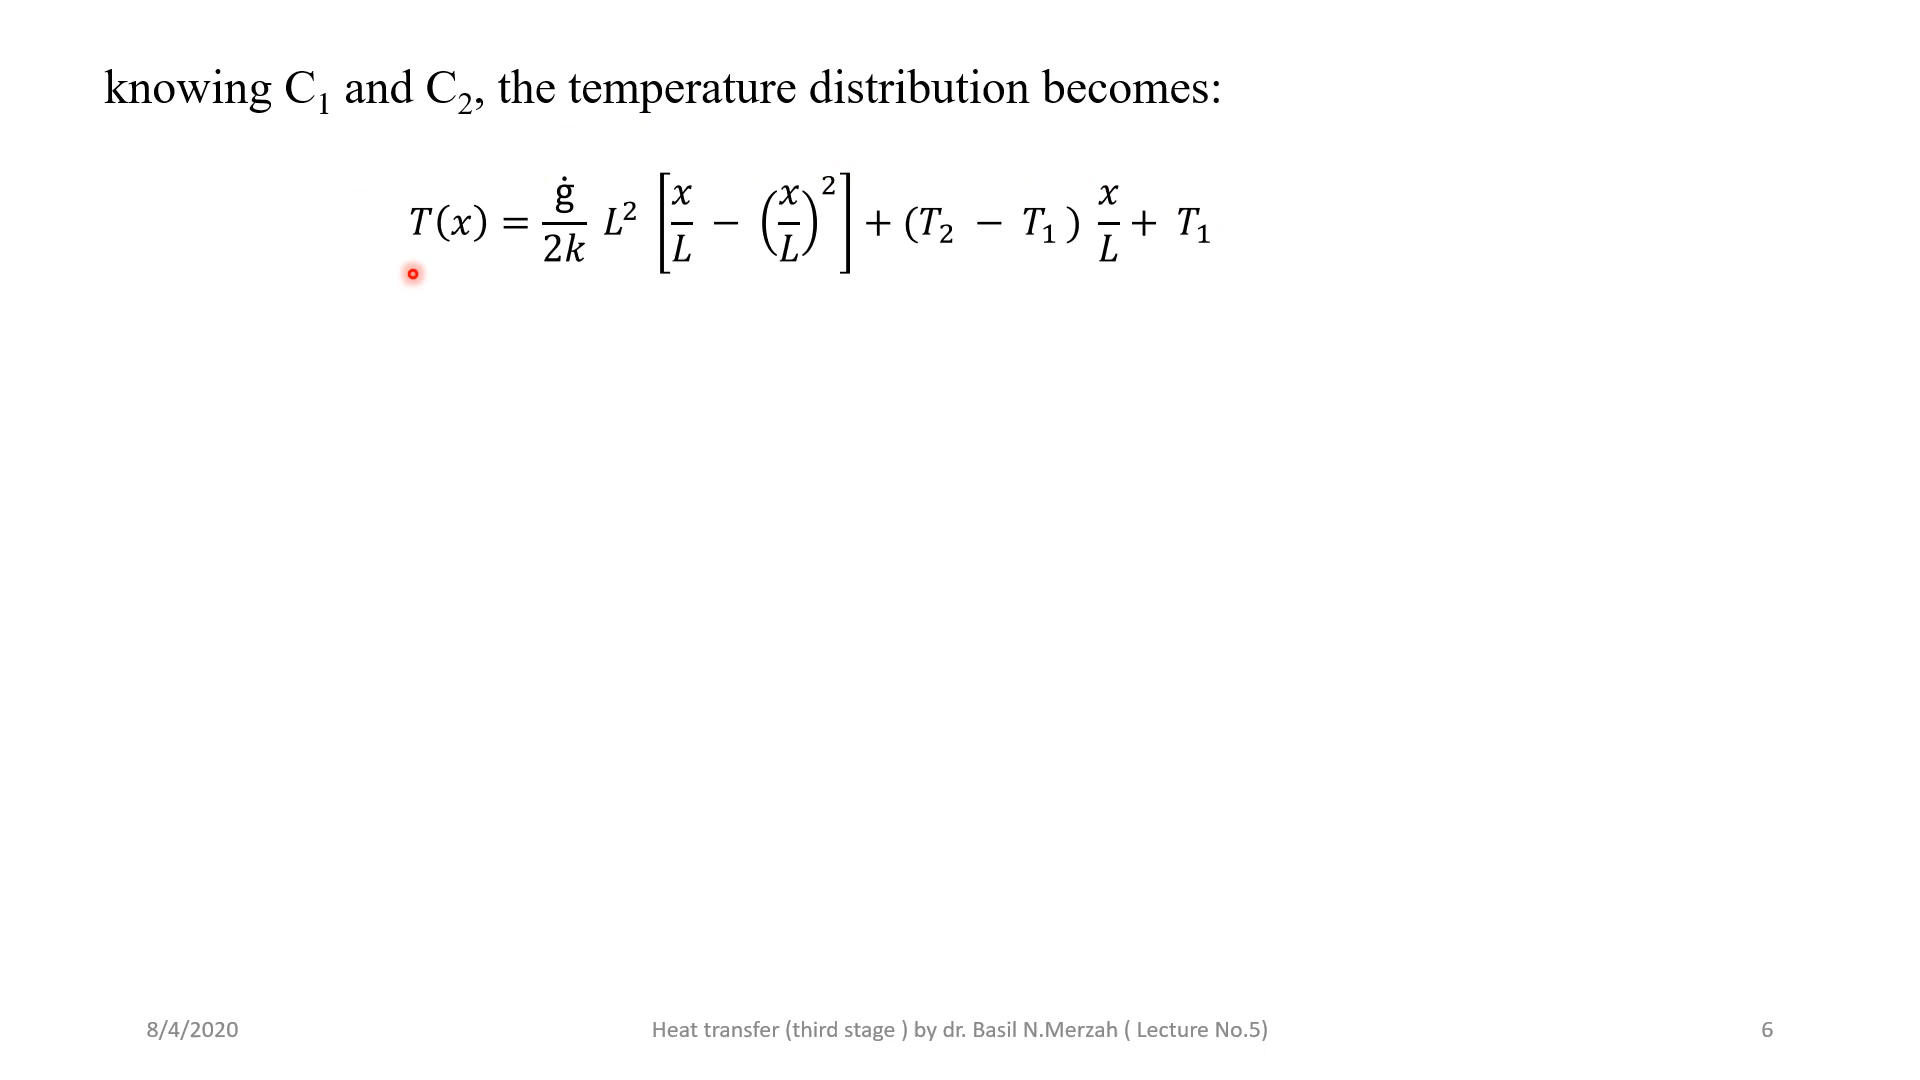 knowing C₁ and C₂, the temperature distribution becomes:
T(x) = ġ/2k L² [x/L − (x/L)²] + (T₂ − T₁) x/L + T₁
8/4/2020
Heat transfer (third stage ) by dr. Basil N.Merzah ( Lecture No.5)
6